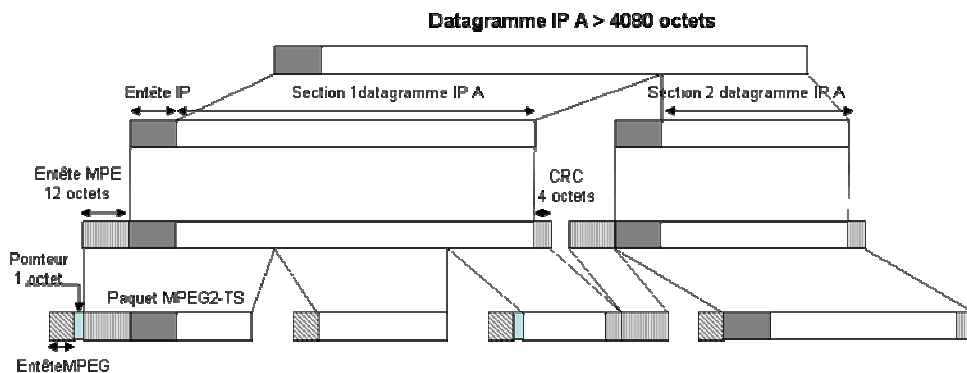 Datagramme IP A > 4080 octets
Entête IP
Section 1datagramme IP A
Section 2 datagramme IP A
Entête MPE
12 octets
CRC
4 octets
Pointeur
1 octet
Paquet MPEG2-TS
EntêteMPEG